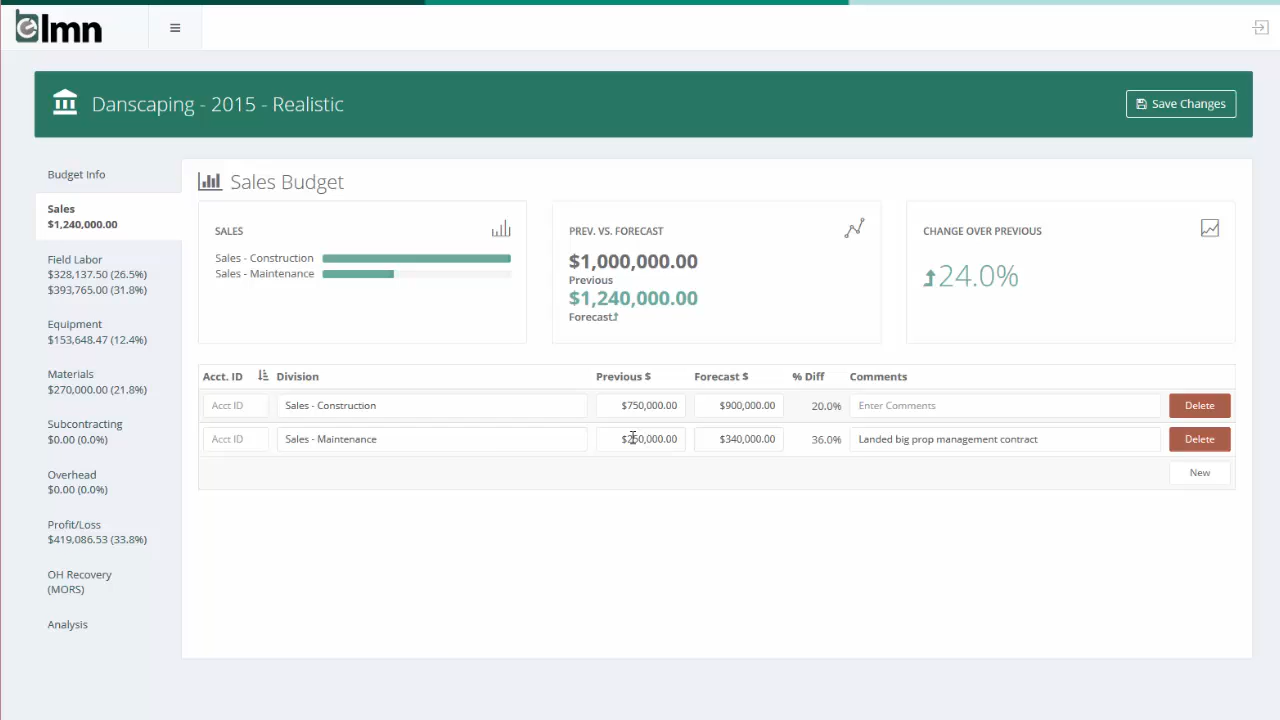 lmn
Danscaping - 2015 - Realistic
Save Changes
Budget Info
Sales
$1,240,000.00
Field Labor
$328,137.50 (26.5%)
$393,765.00 (31.8%)
Equipment
$153,648.47 (12.4%)
Materials
$270,000.00 (21.8%)
Subcontracting
$0.00 (0.0%)
Overhead
$0.00 (0.0%)
Profit/Loss
$419,086.53 (33.8%)
OH Recovery
(MORS)
Analysis
Sales Budget
SALES
Sales - Construction
Sales - Maintenance
PREV. VS. FORECAST
$1,000,000.00
Previous
$1,240,000.00
Forecast
CHANGE OVER PREVIOUS
24.0%
Acct. ID Division Previous $ Forecast $ % Diff Comments
Acct ID Sales - Construction $750,000.00 $900,000.00 20.0% Enter Comments Delete
Acct ID Sales - Maintenance $250,000.00 $340,000.00 36.0% Landed big prop management contract Delete
New